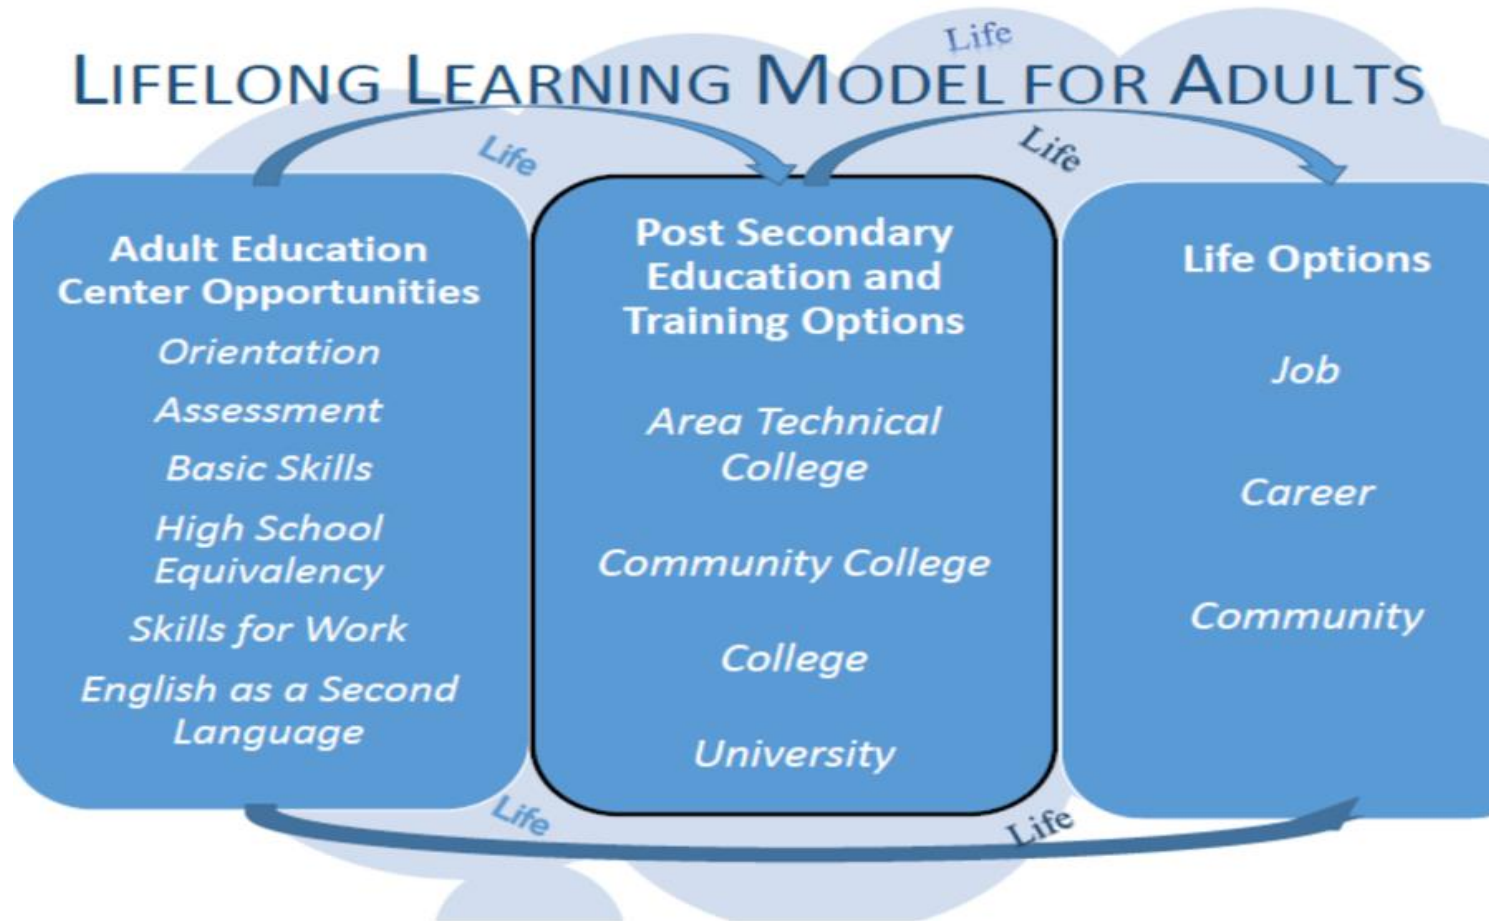 Life
LIFELONG LEARNING MODEL FOR ADULTS
Life
Life
Adult Education
Center Opportunities
Orientation
Assessment
Basic Skills
High School
Equivalency
Skills for Work
English as a Second
Language
Post Secondary
Education and
Training Options
Area Technical
College
Community College
College
University
Life Options
Job
Career
Community
Life
Life